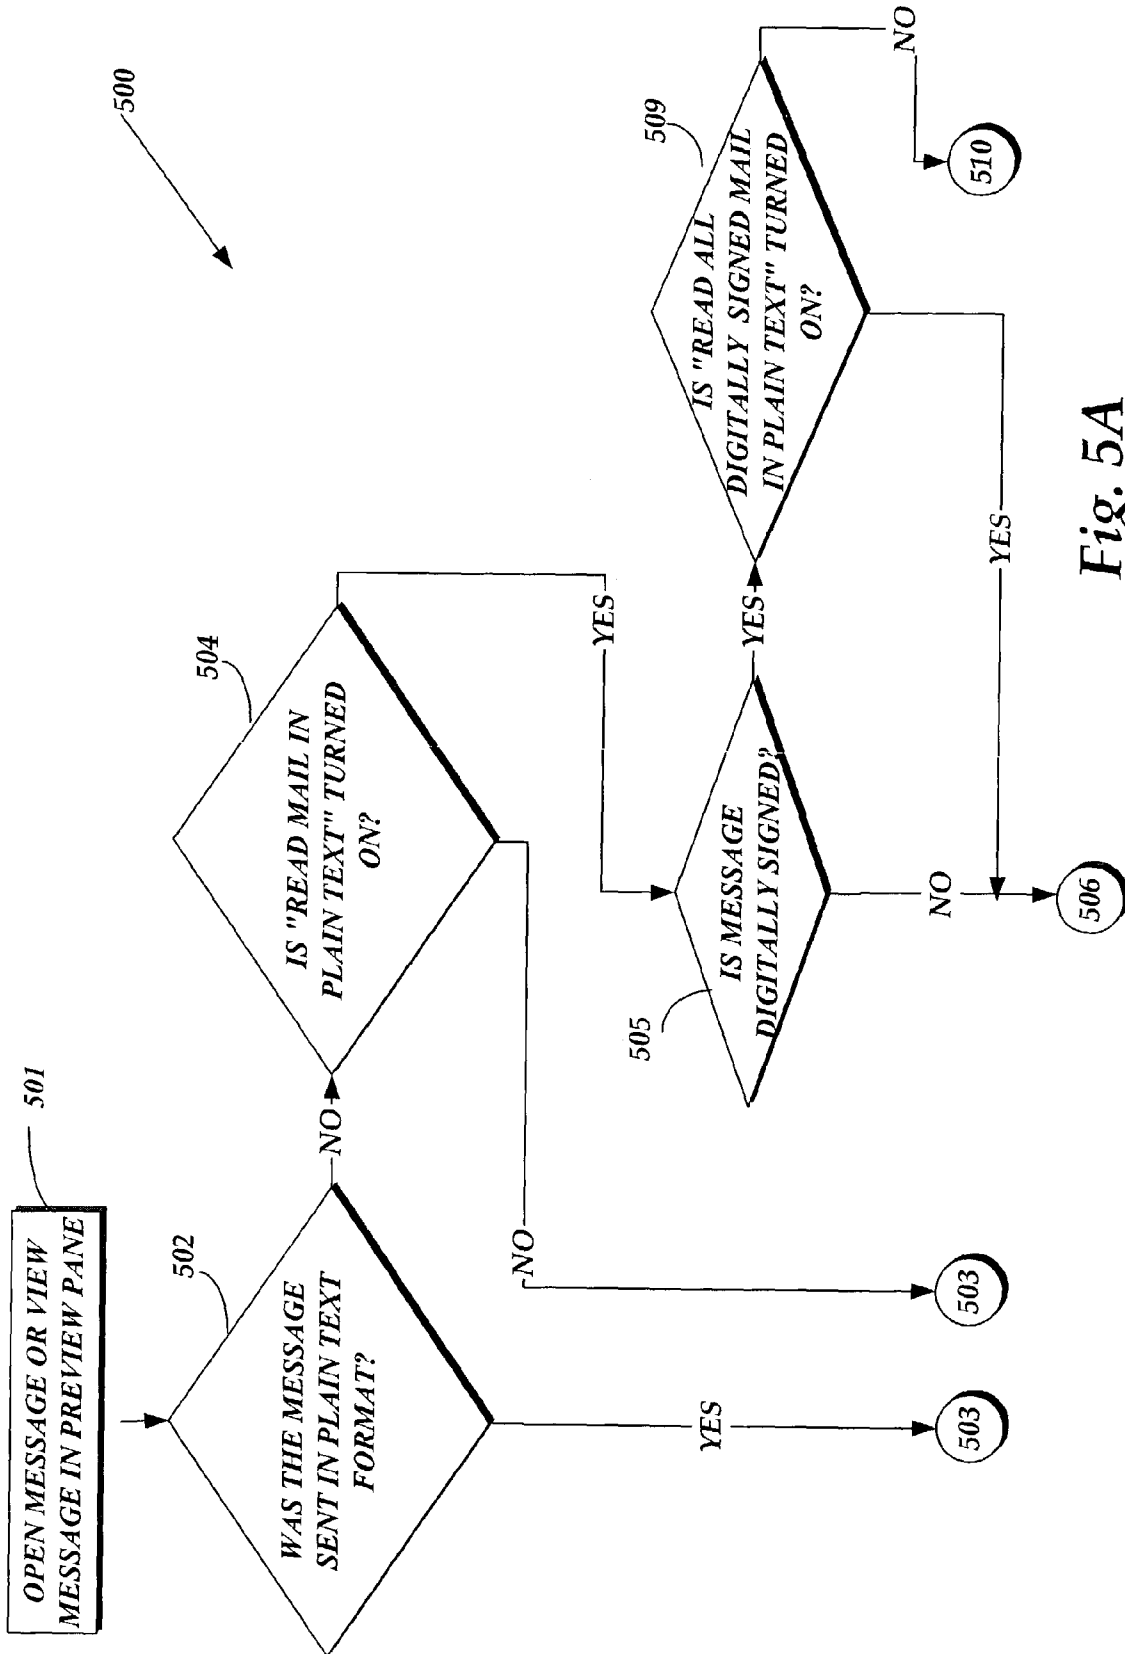 500
501
OPEN MESSAGE OR VIEW
MESSAGE IN PREVIEW PANE
502
WAS THE MESSAGE
SENT IN PLAIN TEXT
FORMAT?
NO
YES
503
504
IS "READ MAIL IN
PLAIN TEXT" TURNED
ON?
NO
503
YES
505
IS MESSAGE
DIGITALLY SIGNED?
YES
NO
506
509
IS "READ ALL
DIGITALLY SIGNED MAIL
IN PLAIN TEXT" TURNED
ON?
YES
NO
510
Fig. 5A